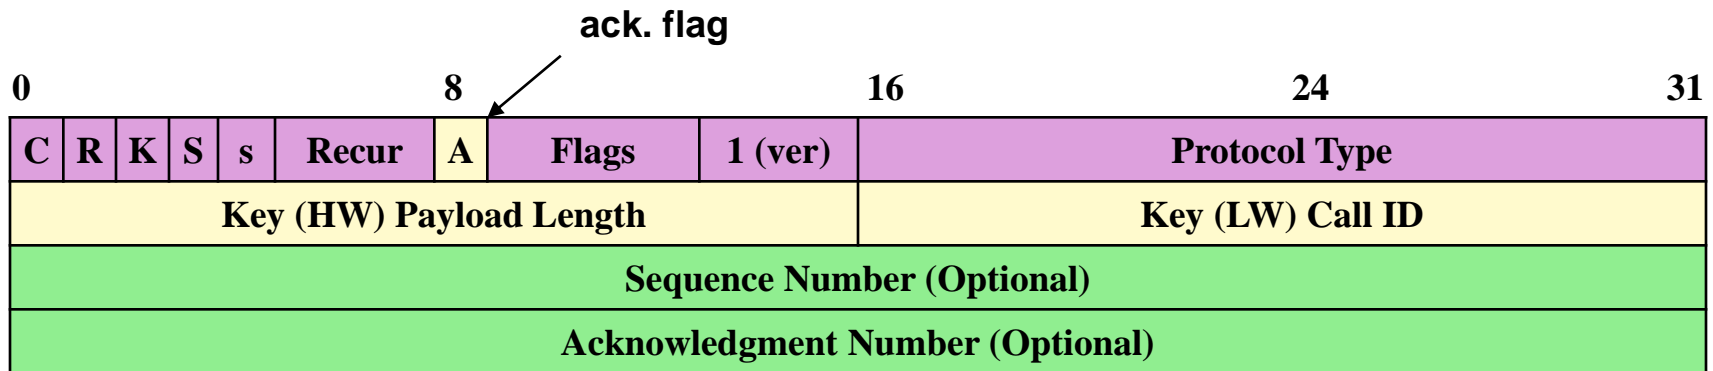 ack. flag
0 8 16 24 31
C R K S s Recur A Flags 1 (ver) Protocol Type
Key (HW) Payload Length Key (LW) Call ID
Sequence Number (Optional)
Acknowledgment Number (Optional)